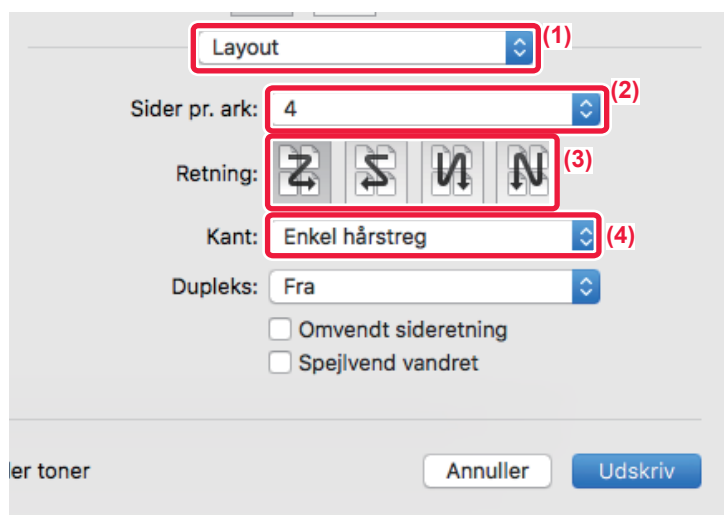 Layout (1)
Sider pr. ark: 4 (2)
Retning: (3)
Kant: Enkel hårstreg (4)
Dupleks: Fra
Omvendt sideretning
Spejlvend vandret
ler toner Annuller Udskriv